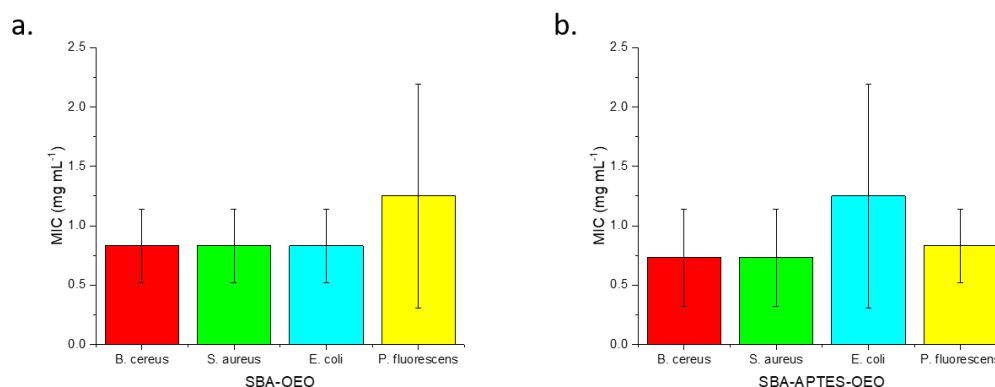 a.
2.5
2.0
1.5
1.0
0.5
0.0
MIC (mg mL⁻¹)
B. cereus S. aureus E. coli P. fluorescens
SBA-OEO
b.
2.5
2.0
1.5
1.0
0.5
0.0
MIC (mg mL⁻¹)
B. cereus S. aureus E. coli P. fluorescens
SBA-APTES-OEO